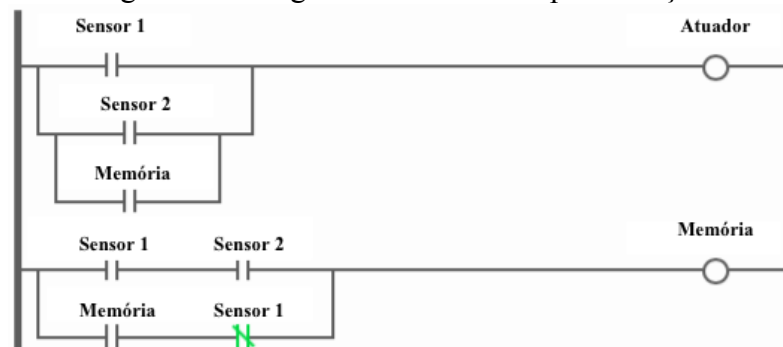 Sensor 1 Atuador
Sensor 2
Memória
Sensor 1 Sensor 2 Memória
Memória Sensor 1